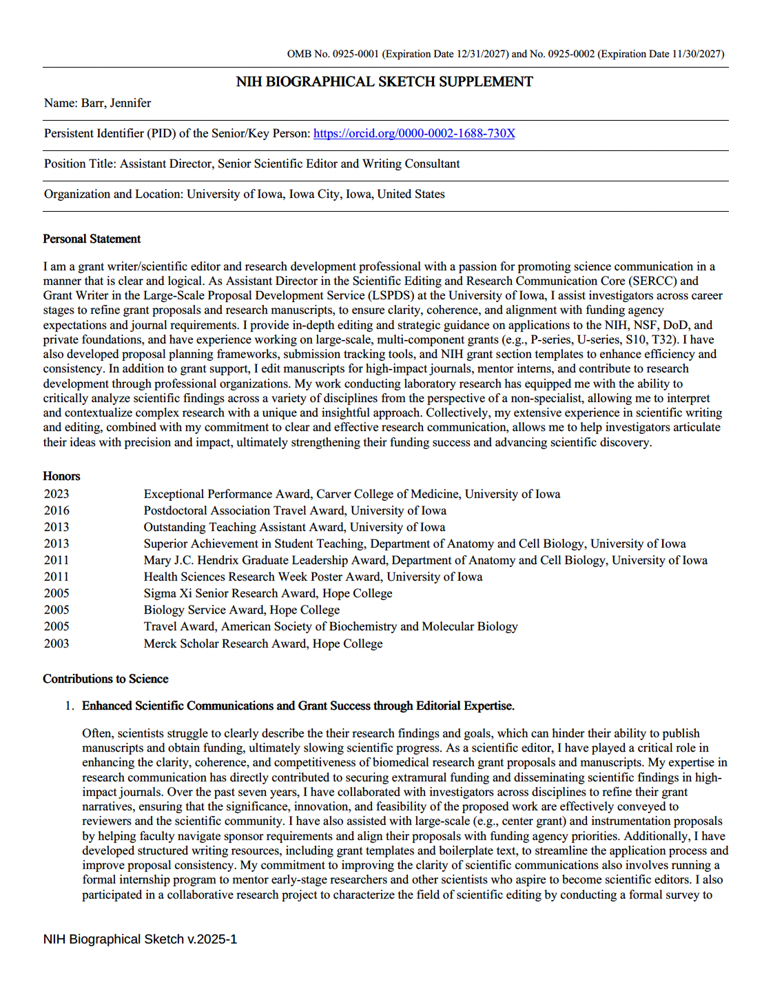 OMB No. 0925-0001 (Expiration Date 12/31/2027) and No. 0925-0002 (Expiration Date 11/30/2027)
NIH BIOGRAPHICAL SKETCH SUPPLEMENT
Name: Barr, Jennifer
Persistent Identifier (PID) of the Senior/Key Person: https://orcid.org/0000-0002-1688-730X
Position Title: Assistant Director, Senior Scientific Editor and Writing Consultant
Organization and Location: University of Iowa, Iowa City, Iowa, United States
Personal Statement
I am a grant writer/scientific editor and research development professional with a passion for promoting science communication in a
manner that is clear and logical. As Assistant Director in the Scientific Editing and Research Communication Core (SERCC) and
Grant Writer in the Large-Scale Proposal Development Service (LSPDS) at the University of Iowa, I assist investigators across career
stages to refine grant proposals and research manuscripts, to ensure clarity, coherence, and alignment with funding agency
expectations and journal requirements. I provide in-depth editing and strategic guidance on applications to the NIH, NSF, DoD, and
private foundations, and have experience working on large-scale, multi-component grants (e.g., P-series, U-series, S10, T32). I have
also developed proposal planning frameworks, submission tracking tools, and NIH grant section templates to enhance efficiency and
consistency. In addition to grant support, I edit manuscripts for high-impact journals, mentor interns, and contribute to research
development through professional organizations. My work conducting laboratory research has equipped me with the ability to
critically analyze scientific findings across a variety of disciplines from the perspective of a non-specialist, allowing me to interpret
and contextualize complex research with a unique and insightful approach. Collectively, my extensive experience in scientific writing
and editing, combined with my commitment to clear and effective research communication, allows me to help investigators articulate
their ideas with precision and impact, ultimately strengthening their funding success and advancing scientific discovery.
Honors
2023 Exceptional Performance Award, Carver College of Medicine, University of Iowa
2016 Postdoctoral Association Travel Award, University of Iowa
2013 Outstanding Teaching Assistant Award, University of Iowa
2013 Superior Achievement in Student Teaching, Department of Anatomy and Cell Biology, University of Iowa
2011 Mary J.C. Hendrix Graduate Leadership Award, Department of Anatomy and Cell Biology, University of Iowa
2011 Health Sciences Research Week Poster Award, University of Iowa
2005 Sigma Xi Senior Research Award, Hope College
2005 Biology Service Award, Hope College
2005 Travel Award, American Society of Biochemistry and Molecular Biology
2003 Merck Scholar Research Award, Hope College
Contributions to Science
1. Enhanced Scientific Communications and Grant Success through Editorial Expertise.
Often, scientists struggle to clearly describe the their research findings and goals, which can hinder their ability to publish
manuscripts and obtain funding, ultimately slowing scientific progress. As a scientific editor, I have played a critical role in
enhancing the clarity, coherence, and competitiveness of biomedical research grant proposals and manuscripts. My expertise in
research communication has directly contributed to securing extramural funding and disseminating scientific findings in high-
impact journals. Over the past seven years, I have collaborated with investigators across disciplines to refine their grant
narratives, ensuring that the significance, innovation, and feasibility of the proposed work are effectively conveyed to
reviewers and the scientific community. I have also assisted with large-scale (e.g., center grant) and instrumentation proposals
by helping faculty navigate sponsor requirements and align their proposals with funding agency priorities. Additionally, I have
developed structured writing resources, including grant templates and boilerplate text, to streamline the application process and
improve proposal consistency. My commitment to improving the clarity of scientific communications also involves running a
formal internship program to mentor early-stage researchers and other scientists who aspire to become scientific editors. I also
participated in a collaborative research project to characterize the field of scientific editing by conducting a formal survey to
NIH Biographical Sketch v.2025-1